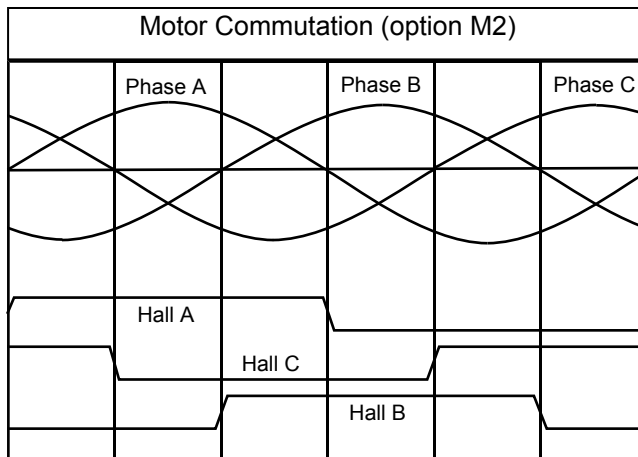 Motor Commutation (option M2)
Phase A
Phase B
Phase C
Hall A
Hall C
Hall B